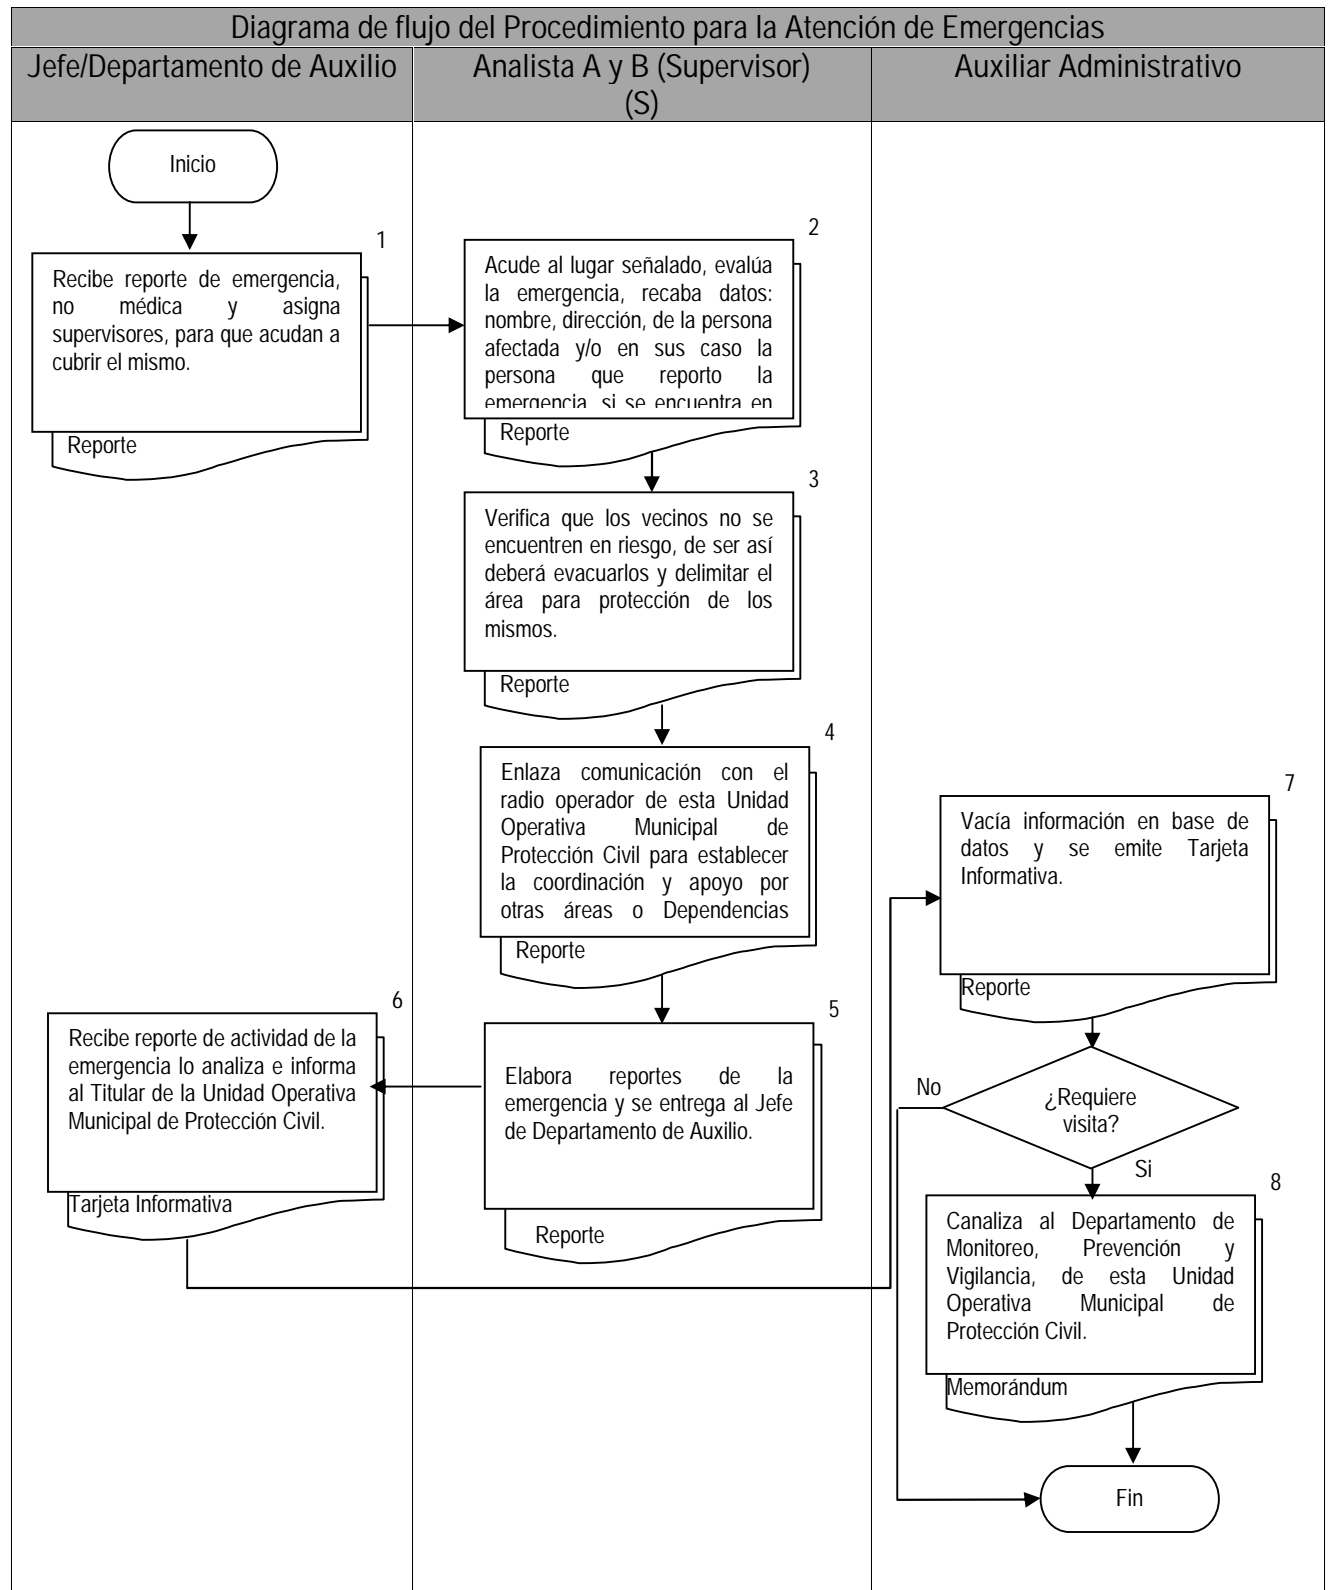 Diagrama de flujo del Procedimiento para la Atención de Emergencias
Jefe/Departamento de Auxilio
Analista A y B (Supervisor)
(S)
Auxiliar Administrativo
Inicio
1
Recibe reporte de emergencia,
no médica y asigna
supervisores, para que acudan a
cubrir el mismo.
Reporte
2
Acude al lugar señalado, evalúa
la emergencia, recaba datos:
nombre, dirección, de la persona
afectada y/o en sus caso la
persona que reporto la
emergencia, si se encuentra en
Reporte
3
Verifica que los vecinos no se
encuentren en riesgo, de ser así
deberá evacuarlos y delimitar el
área para protección de los
mismos.
Reporte
4
Enlaza comunicación con el
radio operador de esta Unidad
Operativa Municipal de
Protección Civil para establecer
la coordinación y apoyo por
otras áreas o Dependencias
Reporte
5
Elabora reportes de la
emergencia y se entrega al Jefe
de Departamento de Auxilio.
Reporte
6
Recibe reporte de actividad de la
emergencia lo analiza e informa
al Titular de la Unidad Operativa
Municipal de Protección Civil.
Tarjeta Informativa
7
Vacía información en base de
datos y se emite Tarjeta
Informativa.
Reporte
¿Requiere
visita?
No
Si
8
Canaliza al Departamento de
Monitoreo, Prevención y
Vigilancia, de esta Unidad
Operativa Municipal de
Protección Civil.
Memorándum
Fin